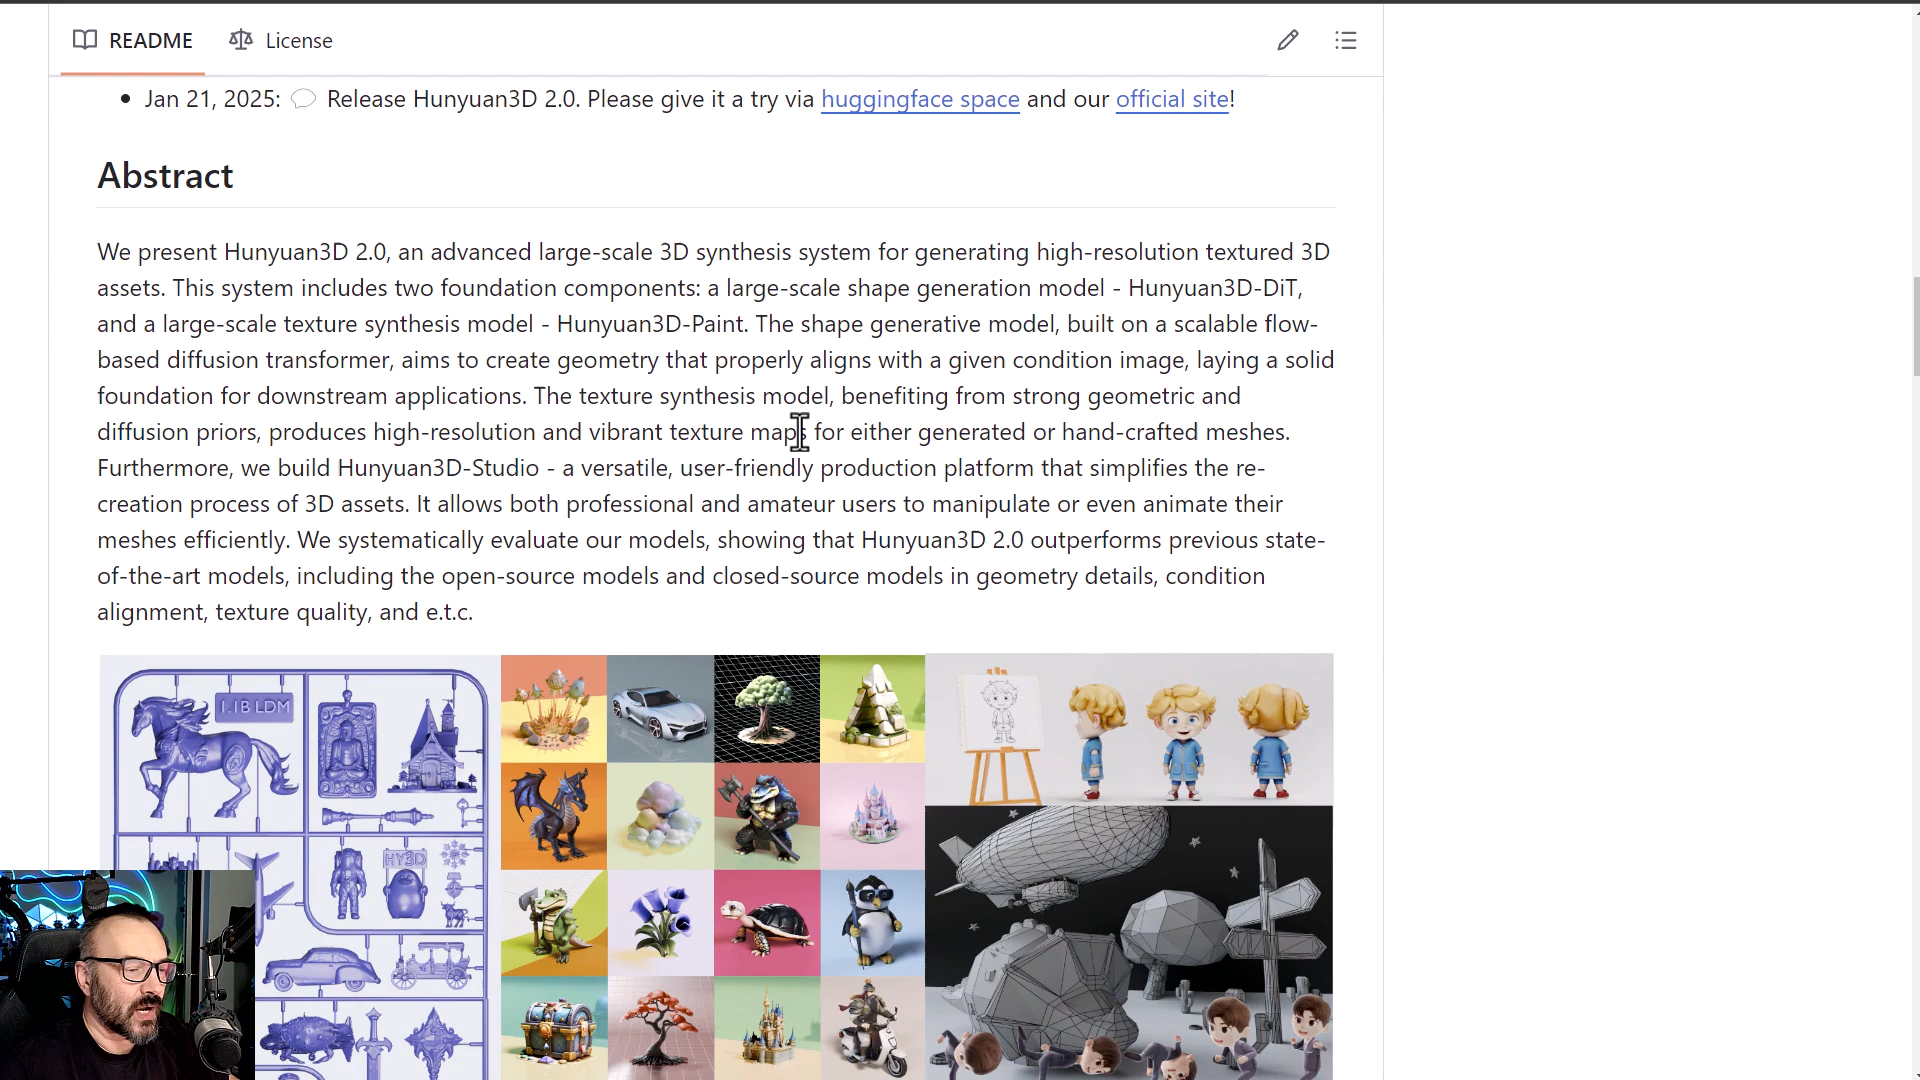 README License
Jan 21, 2025: Release Hunyuan3D 2.0. Please give it a try via huggingface space and our official site!
Abstract
We present Hunyuan3D 2.0, an advanced large-scale 3D synthesis system for generating high-resolution textured 3D
assets. This system includes two foundation components: a large-scale shape generation model - Hunyuan3D-DiT,
and a large-scale texture synthesis model - Hunyuan3D-Paint. The shape generative model, built on a scalable flow-
based diffusion transformer, aims to create geometry that properly aligns with a given condition image, laying a solid
foundation for downstream applications. The texture synthesis model, benefiting from strong geometric and
diffusion priors, produces high-resolution and vibrant texture maps for either generated or hand-crafted meshes.
Furthermore, we build Hunyuan3D-Studio - a versatile, user-friendly production platform that simplifies the re-
creation process of 3D assets. It allows both professional and amateur users to manipulate or even animate their
meshes efficiently. We systematically evaluate our models, showing that Hunyuan3D 2.0 outperforms previous state-
of-the-art models, including the open-source models and closed-source models in geometry details, condition
alignment, texture quality, and e.t.c.
1.1B LDM
HY3D